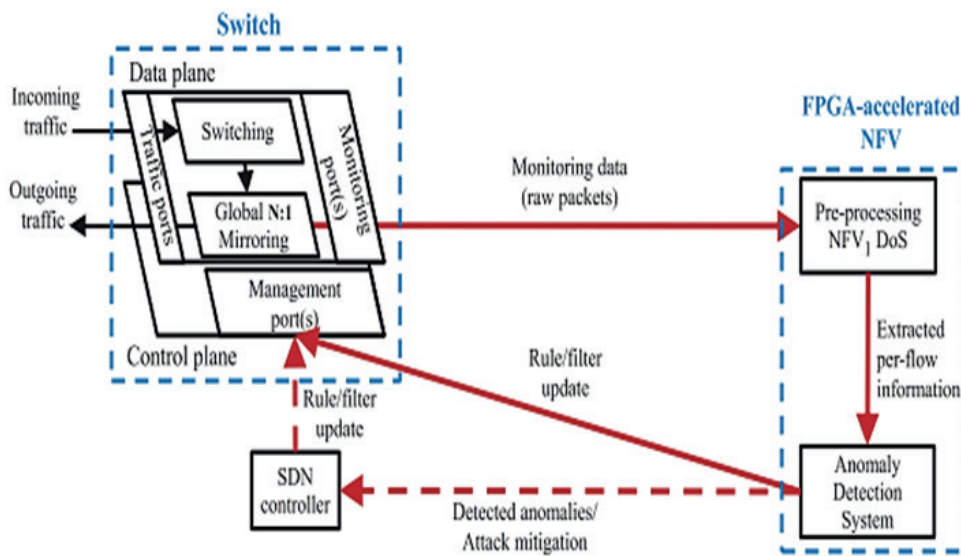 Switch
Data plane
Incoming
traffic
Switching
Traffic ports
Monitoring
port(s)
Outgoing
traffic
Global N:1
Mirroring
Management
port(s)
Control plane
Monitoring data
(raw packets)
FPGA-accelerated
NFV
Pre-processing
NFV1 DoS
Extracted
per-flow
information
Rule/filter
update
Rule/filter
update
SDN
controller
Detected anomalies/
Attack mitigation
Anomaly
Detection
System